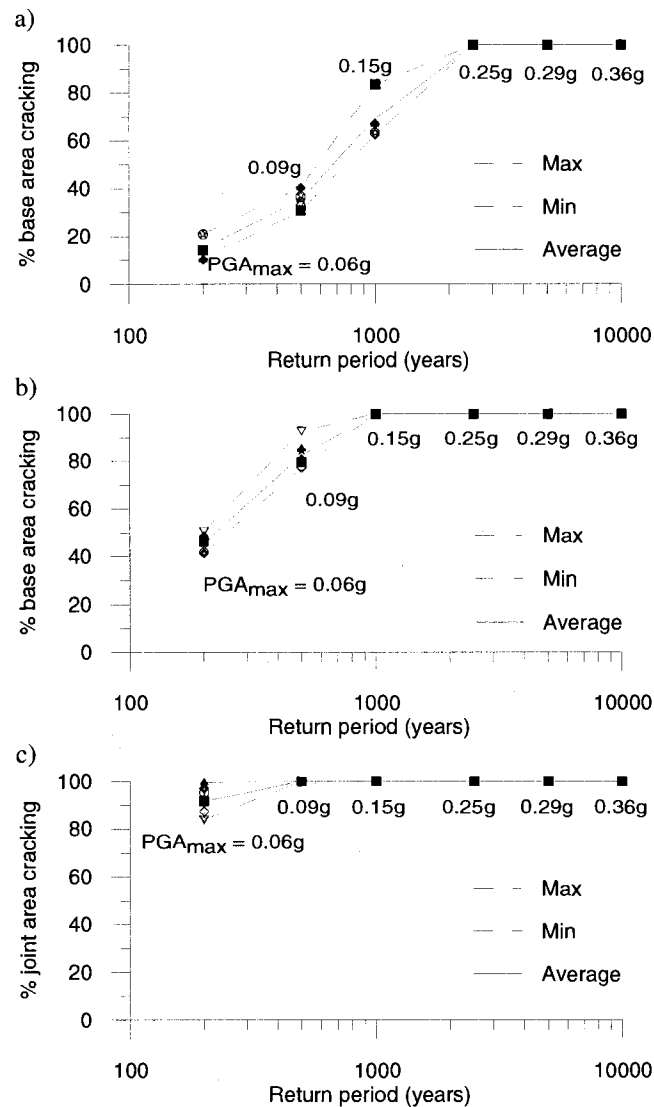 a)
100
80
60
40
20
0
% base area cracking
0.15g
0.09g
PGAmax = 0.06g
0.25g 0.29g 0.36g
Max
Min
Average
100 1000 10000
Return period (years)
b)
100
80
60
40
20
0
% base area cracking
0.15g 0.25g 0.29g 0.36g
0.09g
PGAmax = 0.06g
Max
Min
Average
100 1000 10000
Return period (years)
c)
100
80
60
40
20
0
% joint area cracking
0.09g 0.15g 0.25g 0.29g 0.36g
PGAmax = 0.06g
Max
Min
Average
100 1000 10000
Return period (years)